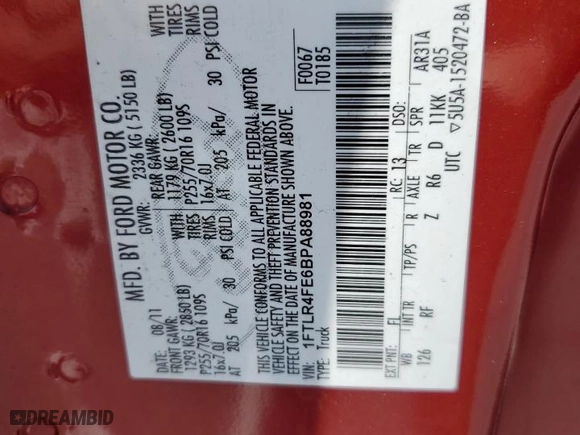 MFD. BY FORD MOTOR CO.
08/11 GVWR: 2336 KG ( 5150 LB)
FRONT GAWR: REAR GAWR:
1293 KG ( 2850 LB) 1179 KG ( 2600 LB) WITH WITH
P255/70R16 109S P255/70R16 109S TIRES TIRES
16x7.0J 16x7.0J RIMS RIMS
AT 205 kPa/ 30 PSI COLD AT 205 kPa/ 30 PSI COLD
THIS VEHICLE CONFORMS TO ALL APPLICABLE FEDERAL MOTOR
VEHICLE SAFETY AND THEFT PREVENTION STANDARDS IN
EFFECT ON THE DATE OF MANUFACTURE SHOWN ABOVE.
VIN: 1FTLR4FE6BPA88981
TYPE: Truck
F0067
T0185
EXT PNT: FL RC: 13 DSO:
WB INT TR TP/PS R AXLE TR SPR AR31A
126 RF Z R6 D 11KK 405
UTC ▽5U5A-1520472-BA
DREAMBID